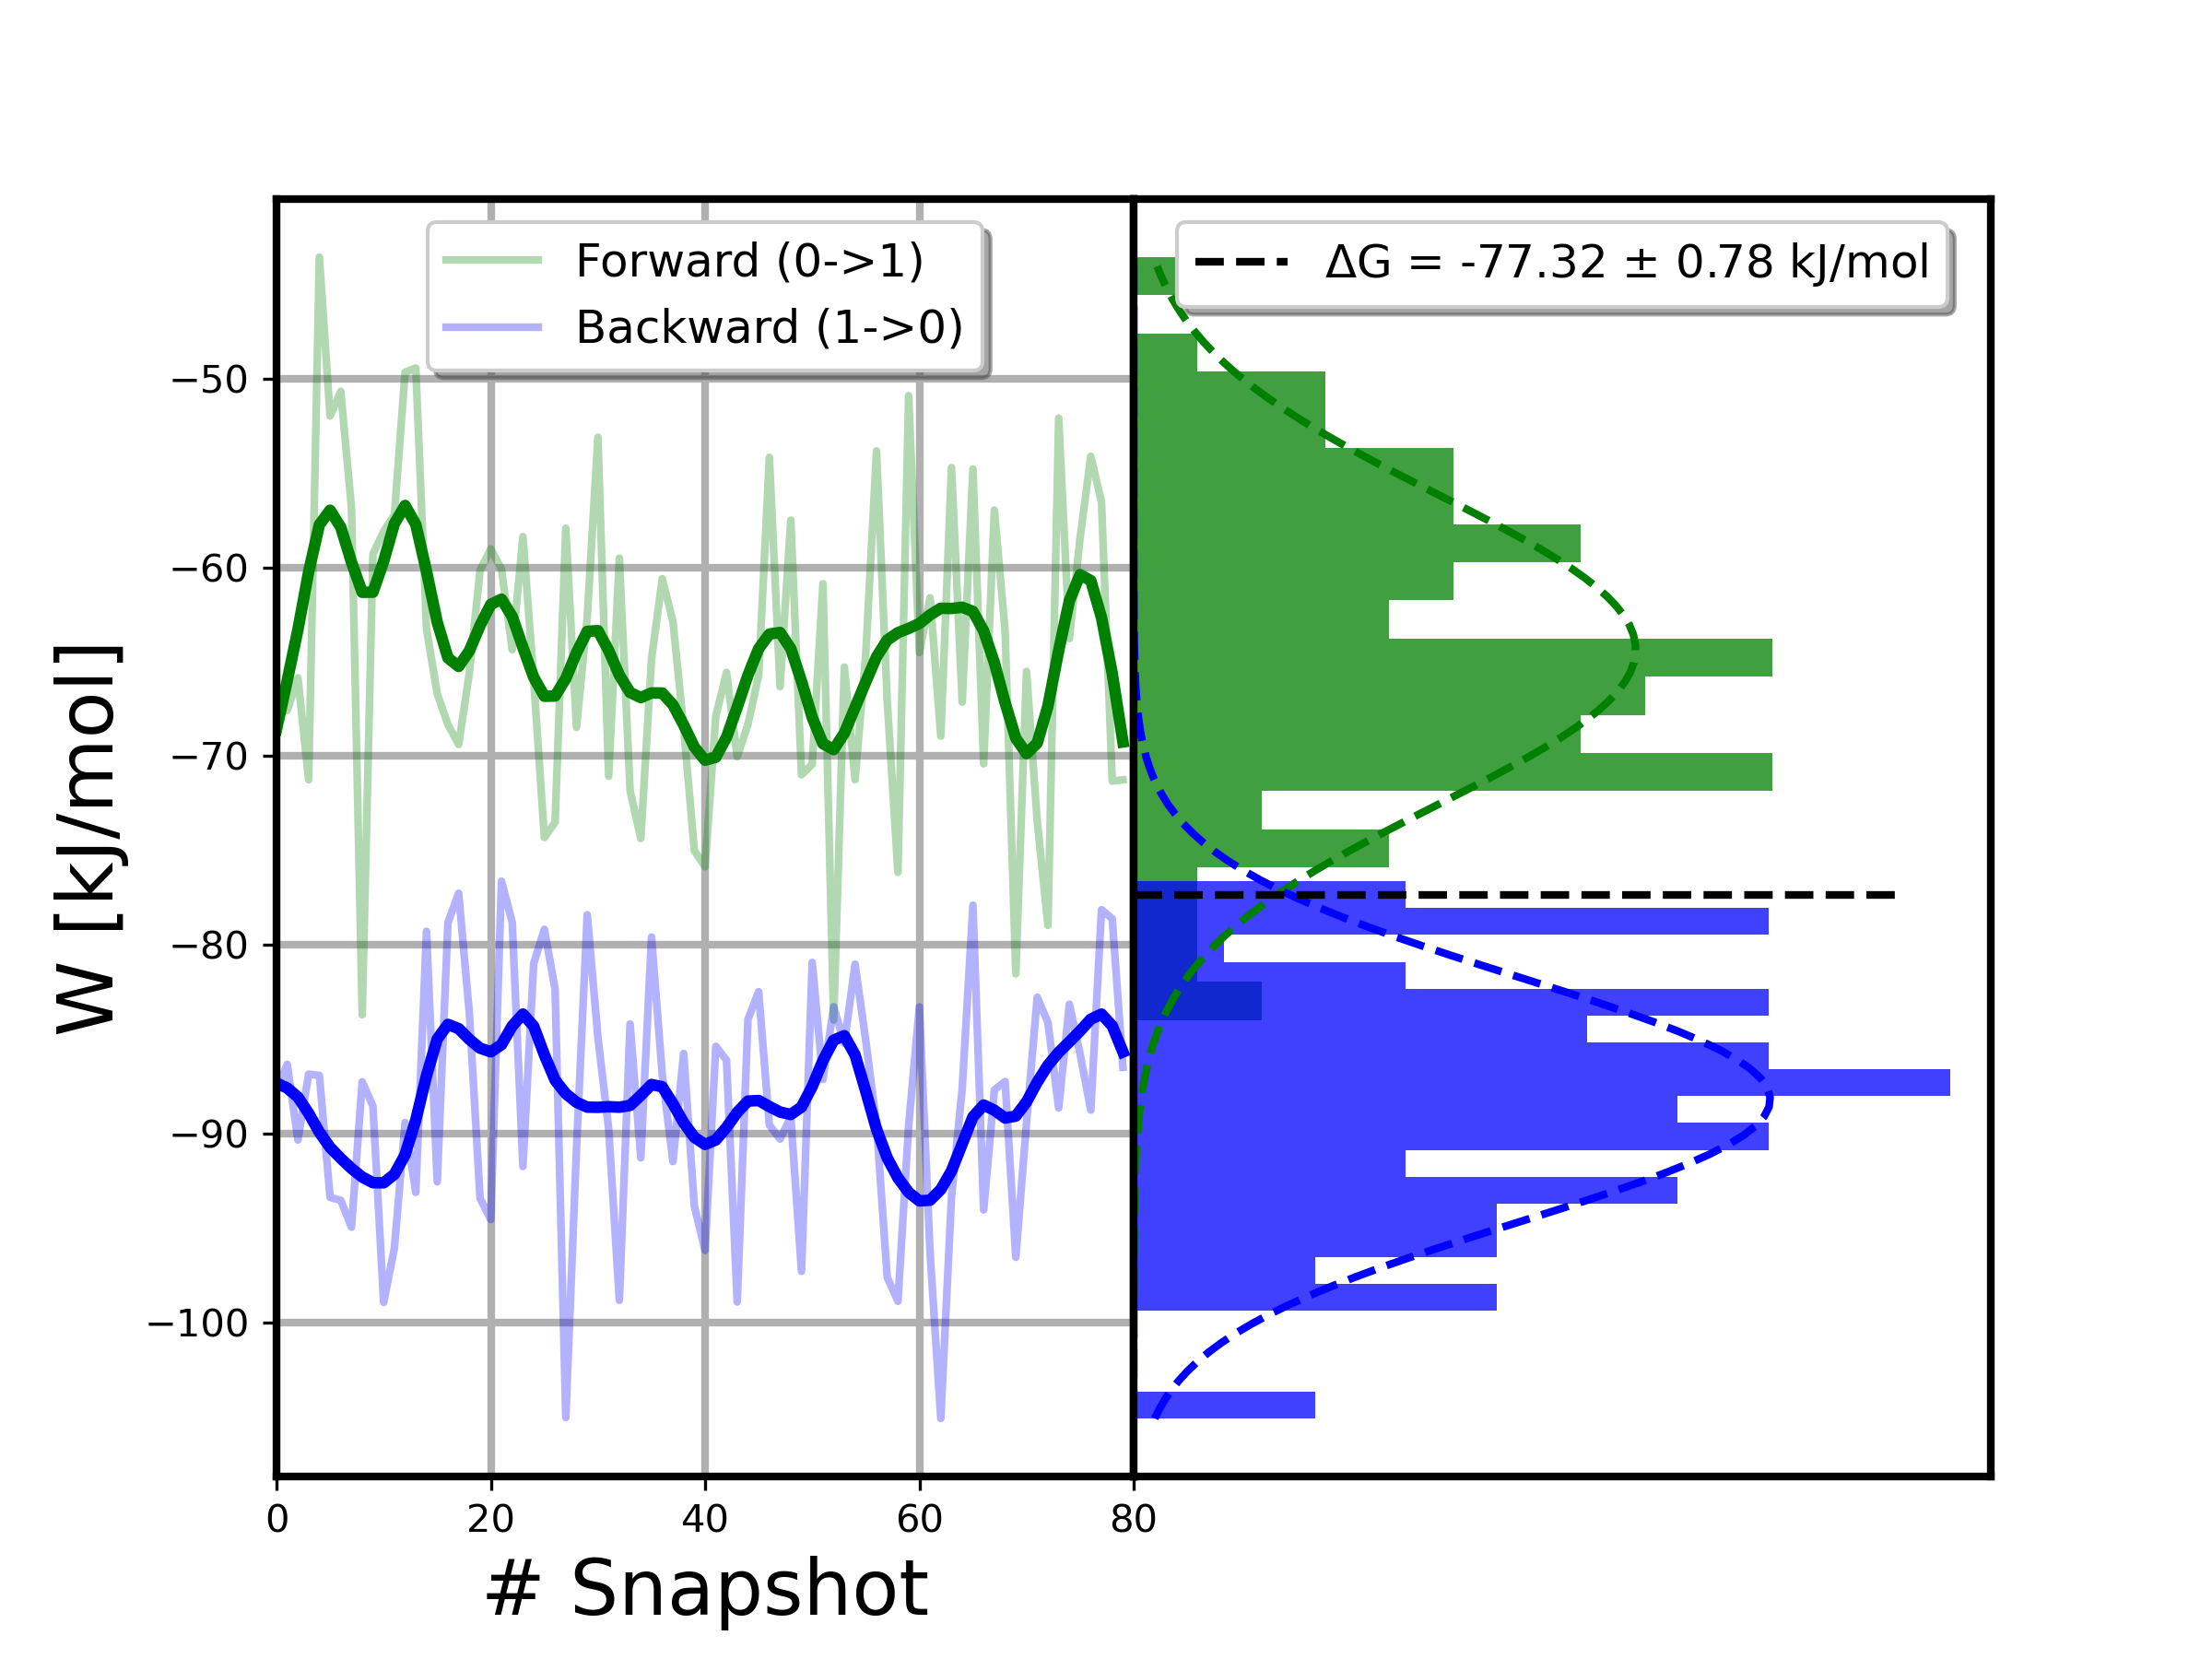 Forward (0->1)
Backward (1->0)
ΔG = -77.32 ± 0.78 kJ/mol
W [kJ/mol]
−50
−60
−70
−80
−90
−100
0 20 40 60 80
# Snapshot